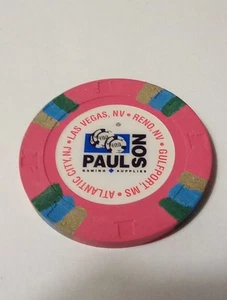 ATLANTIC CITY, NJ • LAS VEGAS, NV • RENO, NV • GULFPORT, MS •
PAULSON
GAMING SUPPLIES